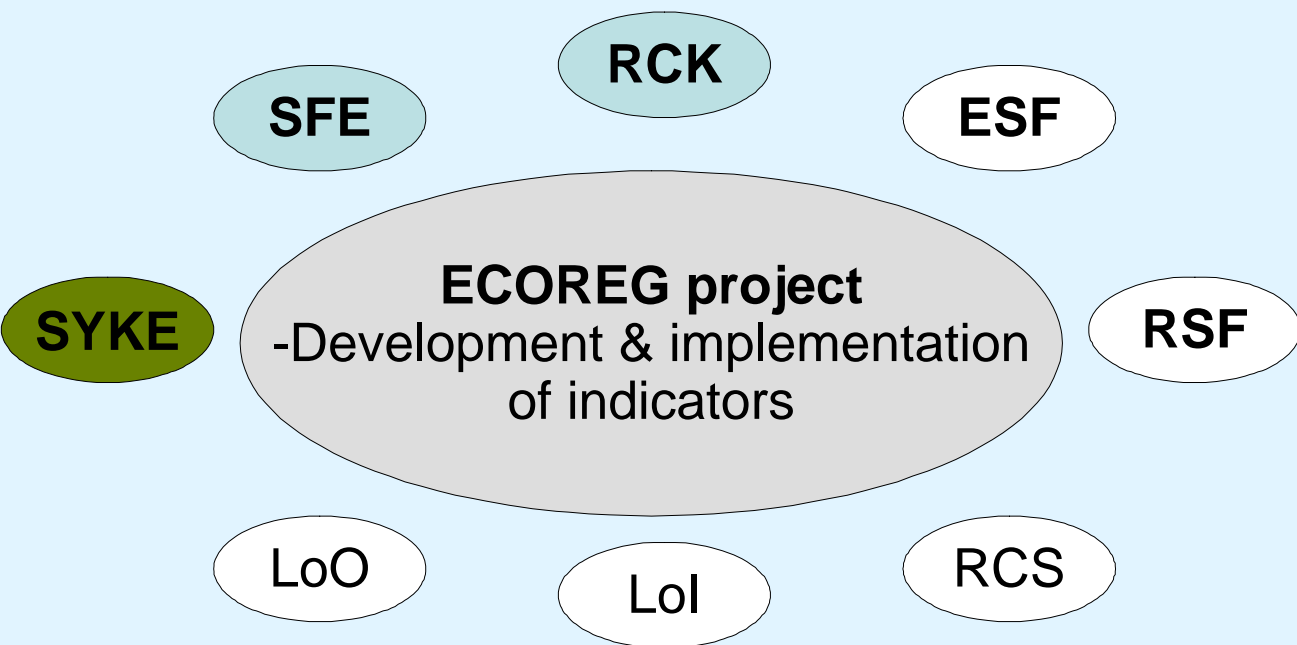 RCK
SFE
ESF
ECOREG project
-Development & implementation
of indicators
SYKE
RSF
LoO
LoI
RCS